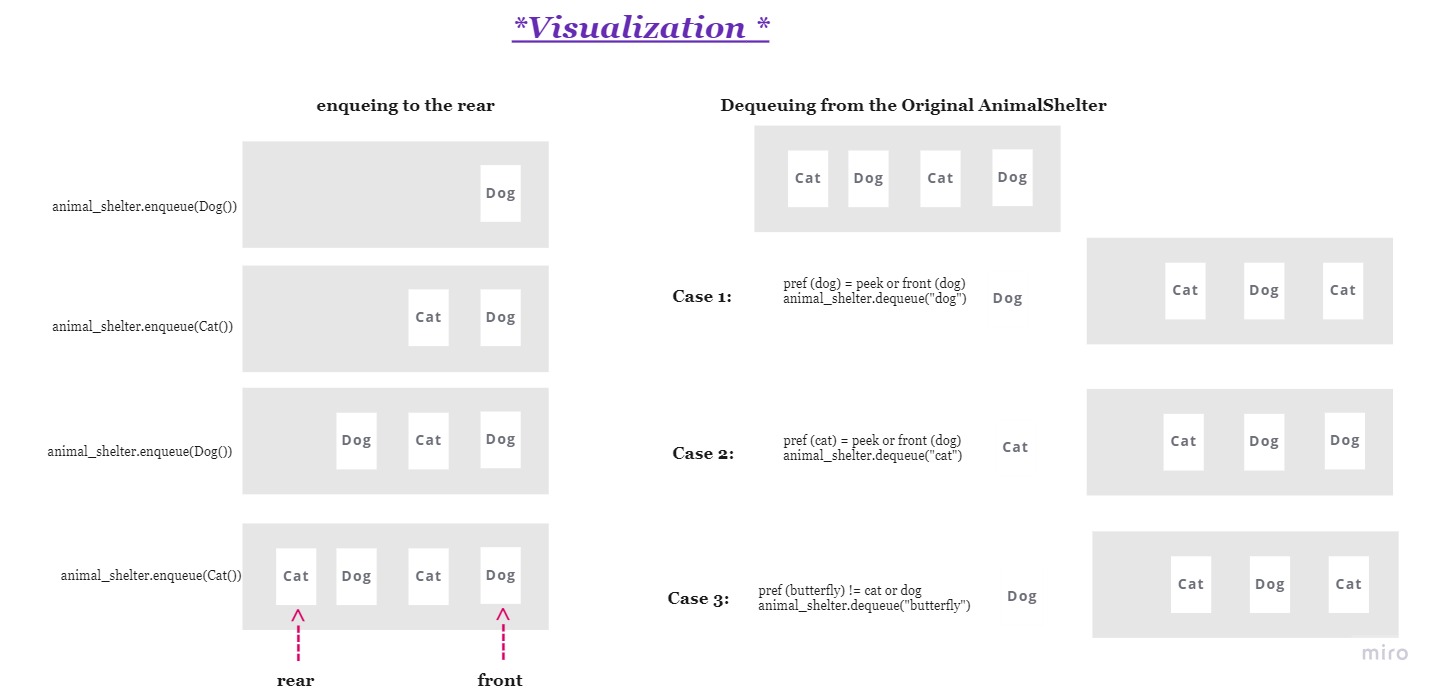 *Visualization *
enqueing to the rear
animal_shelter.enqueue(Dog())
Dog
animal_shelter.enqueue(Cat())
Cat Dog
animal_shelter.enqueue(Dog())
Dog Cat Dog
animal_shelter.enqueue(Cat())
Cat Dog Cat Dog
rear front
Dequeuing from the Original AnimalShelter
Cat Dog Cat Dog
Case 1:
pref (dog) = peek or front (dog)
animal_shelter.dequeue("dog")
Dog
Cat Dog Cat
Case 2:
pref (cat) = peek or front (dog)
animal_shelter.dequeue("cat")
Cat
Cat Dog Dog
Case 3:
pref (butterfly) != cat or dog
animal_shelter.dequeue("butterfly")
Dog
Cat Dog Cat
miro